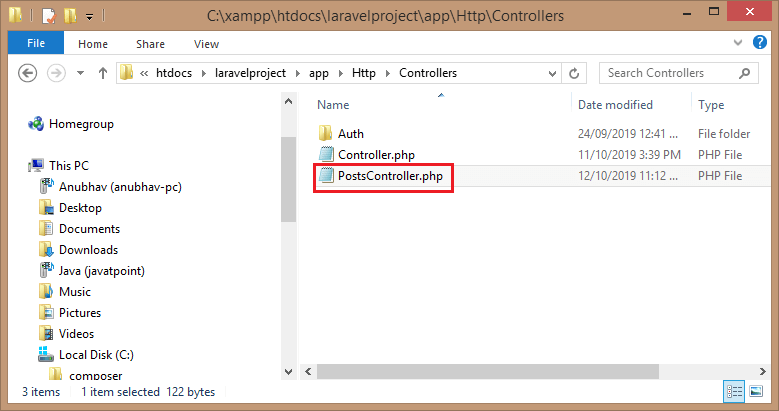 C:\xampp\htdocs\laravelproject\app\Http\Controllers
File Home Share View
« htdocs laravelproject app Http Controllers Search Controllers
Name Date modified Type
Homegroup
Auth 24/09/2019 12:41 ... File folder
Controller.php 11/10/2019 3:39 PM PHP File
This PC
PostsController.php 12/10/2019 11:12 ... PHP File
Anubhav (anubhav-pc)
Desktop
Documents
Downloads
Java (javatpoint)
Music
Pictures
Videos
Local Disk (C:)
composer
3 items 1 item selected 122 bytes